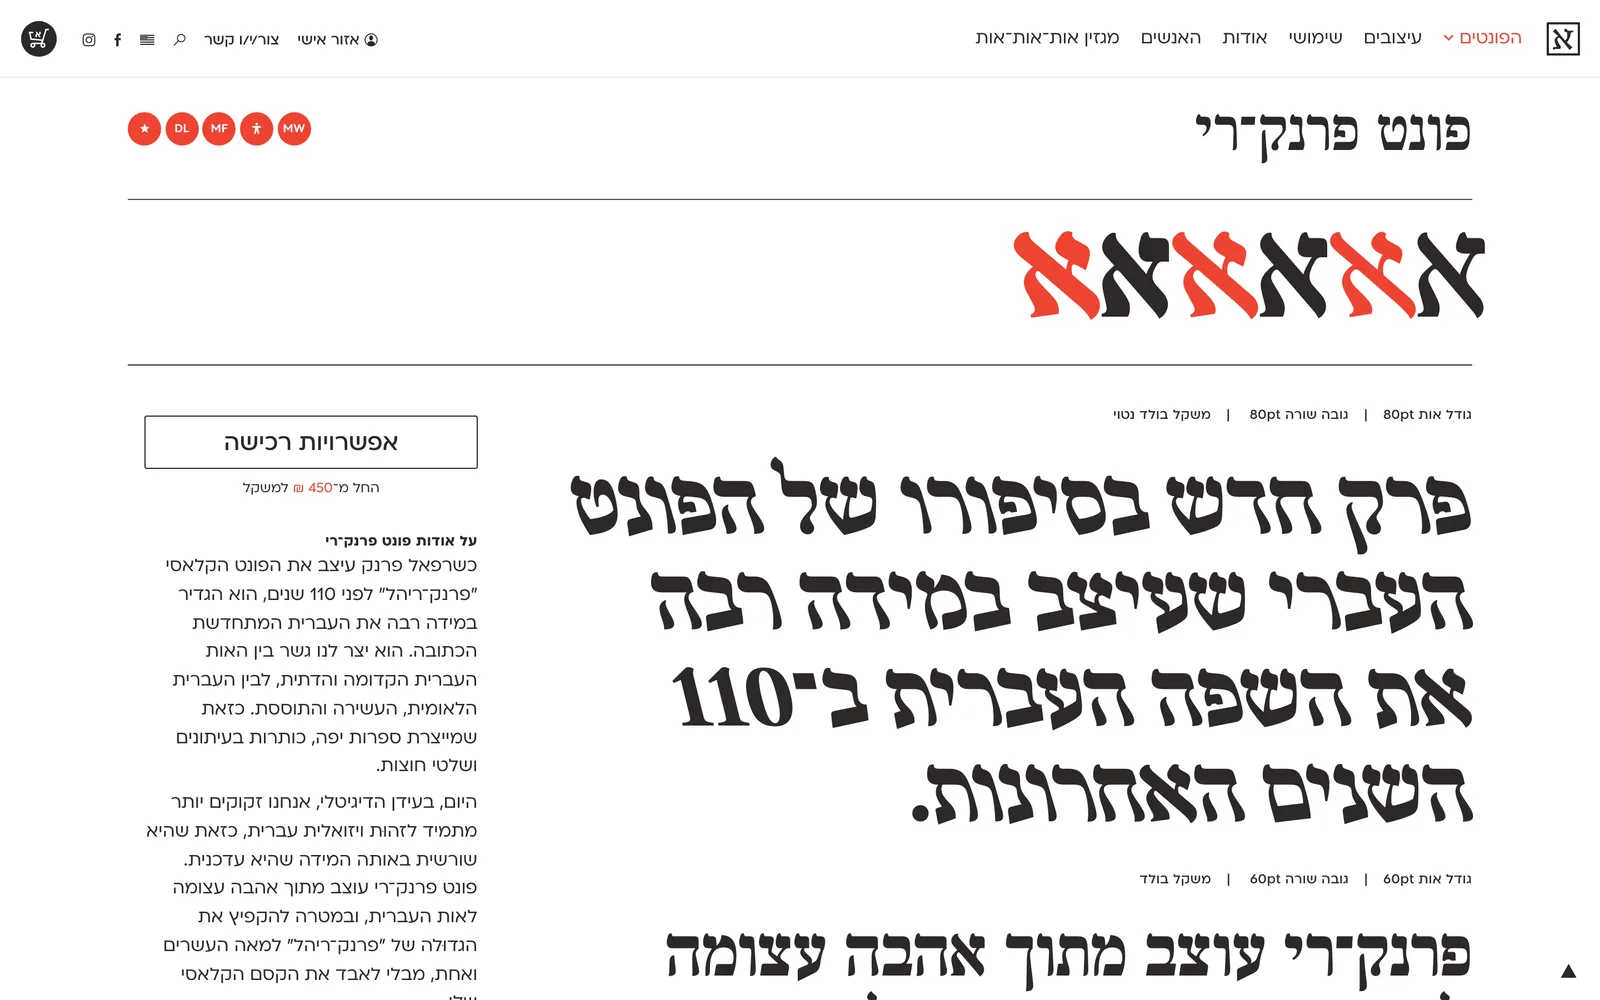 א
הפונטים
עיצובים
שימושי
אודות
האנשים
מגזין אות־אות־אות
אזור אישי
צור/י/ו קשר
פונט פרנק־רי
MW
MF
DL
אאאאאא
גודל אות 80pt | גובה שורה 80pt | משקל בולד נטוי
פרק חדש בסיפורו של הפונט
העברי שעיצב במידה רבה
את השפה העברית ב־110
השנים האחרונות.
גודל אות 60pt | גובה שורה 60pt | משקל בולד
פרנק־רי עוצב מתוך אהבה עצומה
אפשרויות רכישה
החל מ־450 ₪ למשקל
על אודות פונט פרנק־רי
כשרפאל פרנק עיצב את הפונט הקלאסי
"פרנק־ריהל" לפני 110 שנים, הוא הגדיר
במידה רבה את העברית המתחדשת
הכתובה. הוא יצר לנו גשר בין האות
העברית הקדומה והדתית, לבין העברית
הלאומית, העשירה והתוססת. כזאת
שמייצרת ספרות יפה, כותרות בעיתונים
ושלטי חוצות.
היום, בעידן הדיגיטלי, אנחנו זקוקים יותר
מתמיד לזהוּת ויזואלית עברית, כזאת שהיא
שורשית באותה המידה שהיא עדכנית.
פונט פרנק־רי עוצב מתוך אהבה עצומה
לאות העברית, ובמטרה להקפיץ את
הגדולה של "פרנק־ריהל" למאה העשרים
ואחת, מבלי לאבד את הקסם הקלאסי